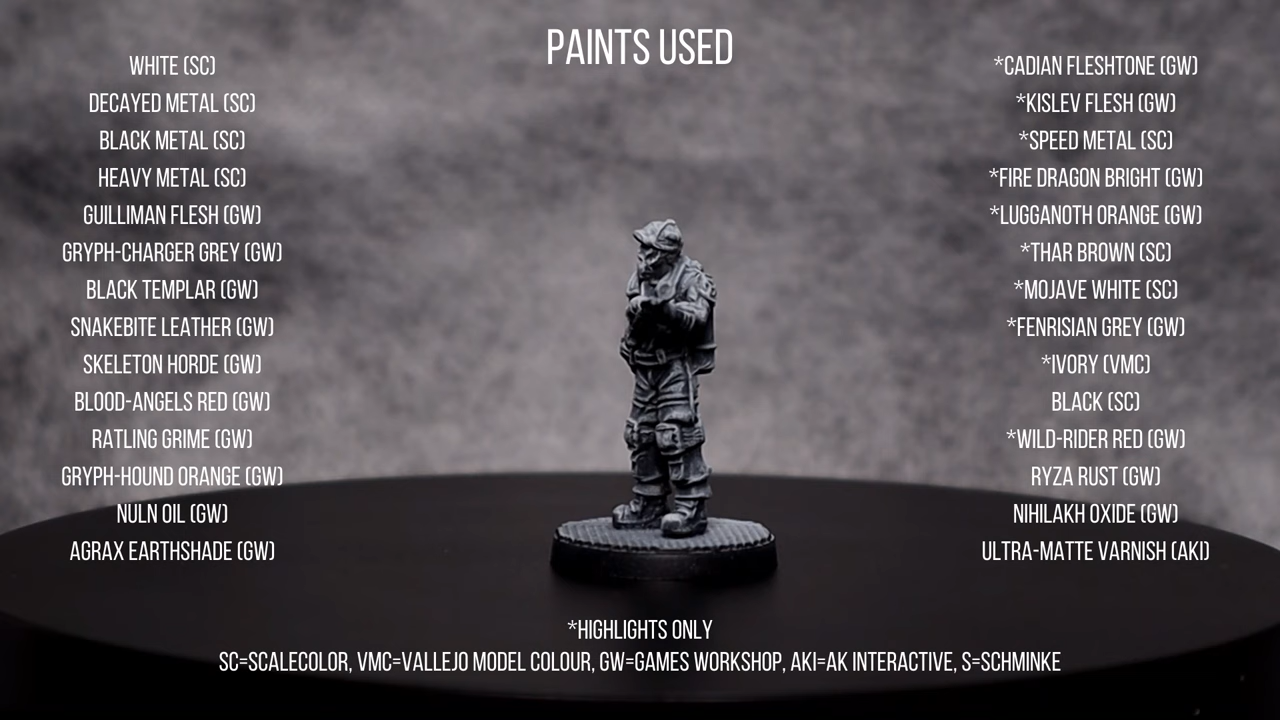 PAINTS USED
WHITE (SC)
DECAYED METAL (SC)
BLACK METAL (SC)
HEAVY METAL (SC)
GUILLIMAN FLESH (GW)
GRYPH-CHARGER GREY (GW)
BLACK TEMPLAR (GW)
SNAKEBITE LEATHER (GW)
SKELETON HORDE (GW)
BLOOD-ANGELS RED (GW)
RATLING GRIME (GW)
GRYPH-HOUND ORANGE (GW)
NULN OIL (GW)
AGRAX EARTHSHADE (GW)
*CADIAN FLESHTONE (GW)
*KISLEV FLESH (GW)
*SPEED METAL (SC)
*FIRE DRAGON BRIGHT (GW)
*LUGGANOTH ORANGE (GW)
*THAR BROWN (SC)
*MOJAVE WHITE (SC)
*FENRISIAN GREY (GW)
*IVORY (VMC)
BLACK (SC)
*WILD-RIDER RED (GW)
RYZA RUST (GW)
NIHILAKH OXIDE (GW)
ULTRA-MATTE VARNISH (AKI)
*HIGHLIGHTS ONLY
SC=SCALECOLOR, VMC=VALLEJO MODEL COLOUR, GW=GAMES WORKSHOP, AKI=AK INTERACTIVE, S=SCHMINKE